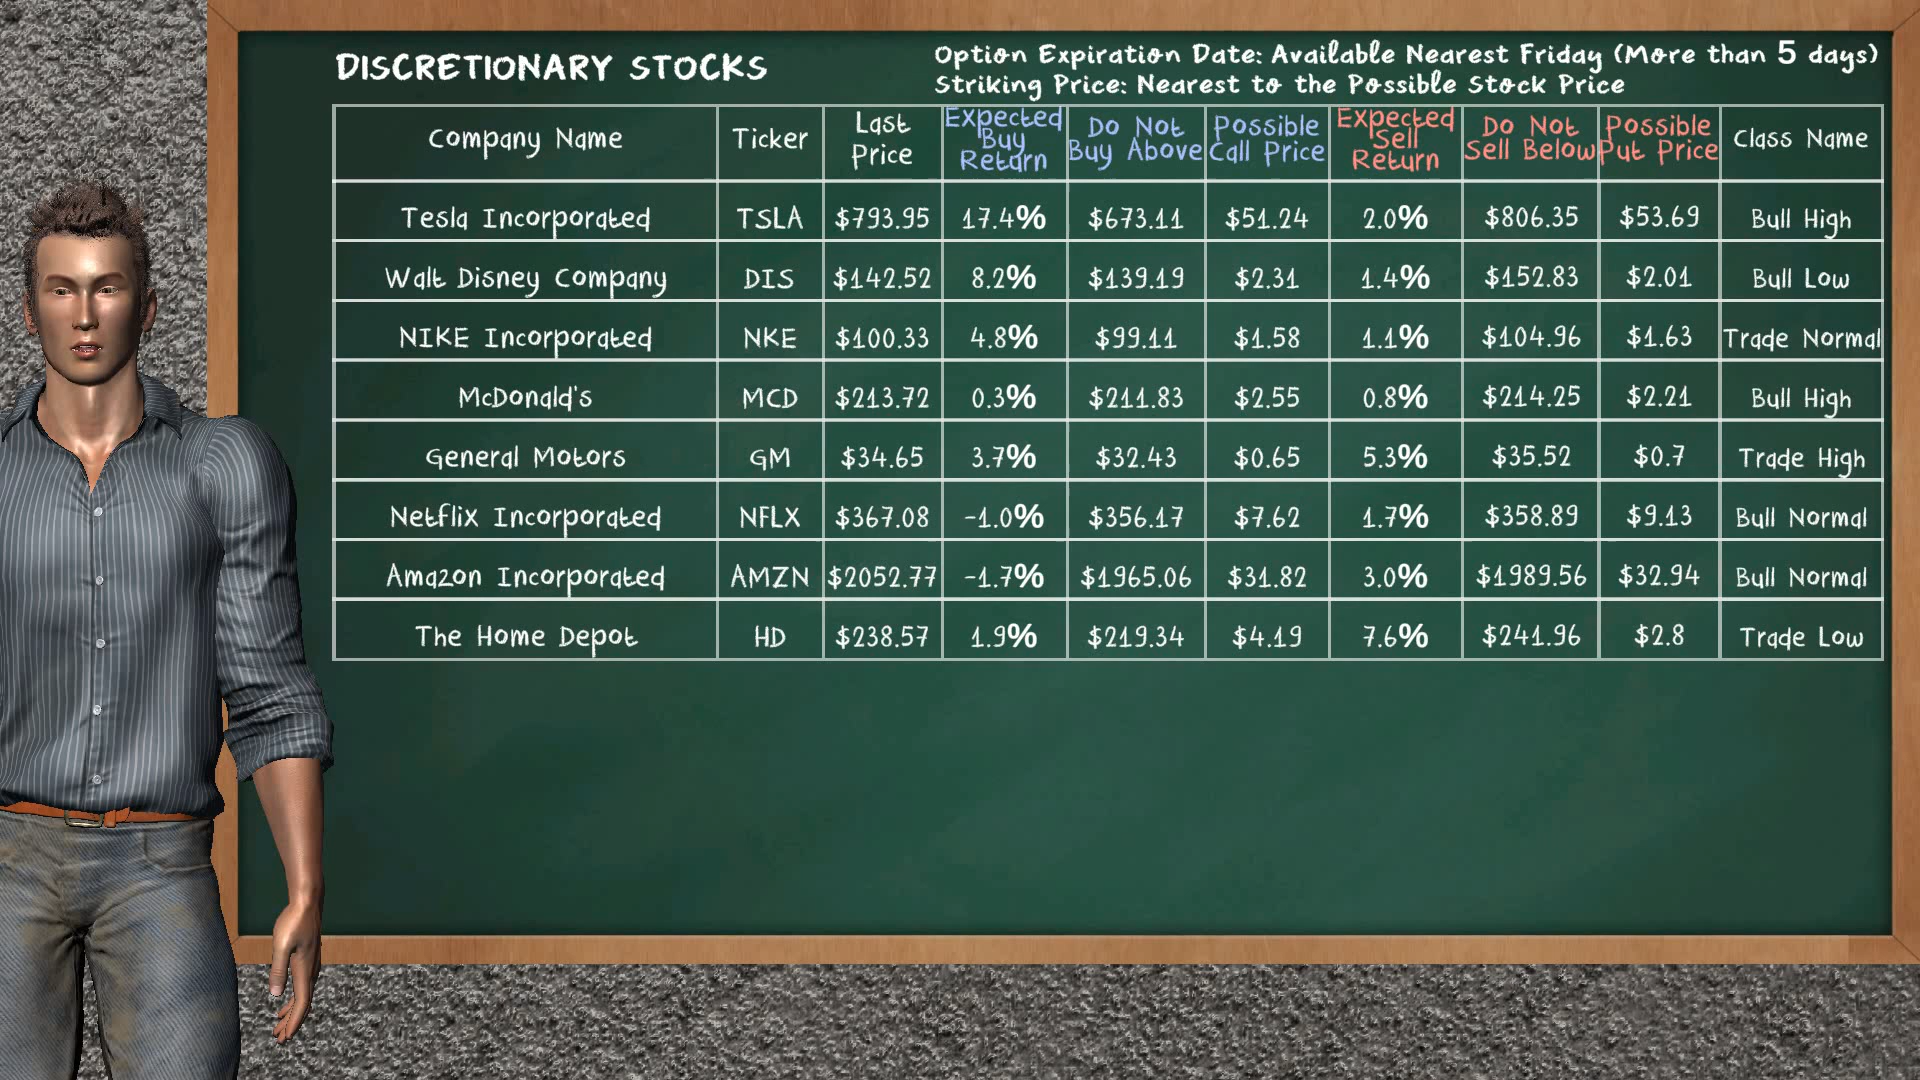 DISCRETIONARY STOCKS
Option Expiration Date: Available Nearest Friday (More than 5 days)
Striking Price: Nearest to the Possible Stock Price
Company Name Ticker Last Price Expected Buy Return Do Not Buy Above Possible Call Price Expected Sell Return Do Not Sell Below Possible Put Price Class Name
Tesla Incorporated TSLA $793.95 17.4% $673.11 $51.24 2.0% $806.35 $53.69 Bull High
Walt Disney Company DIS $142.52 8.2% $139.19 $2.31 1.4% $152.83 $2.01 Bull Low
NIKE Incorporated NKE $100.33 4.8% $99.11 $1.58 1.1% $104.96 $1.63 Trade Normal
McDonald's MCD $213.72 0.3% $211.83 $2.55 0.8% $214.25 $2.21 Bull High
General Motors GM $34.65 3.7% $32.43 $0.65 5.3% $35.52 $0.7 Trade High
Netflix Incorporated NFLX $367.08 -1.0% $356.17 $7.62 1.7% $358.89 $9.13 Bull Normal
Amazon Incorporated AMZN $2052.77 -1.7% $1965.06 $31.82 3.0% $1989.56 $32.94 Bull Normal
The Home Depot HD $238.57 1.9% $219.34 $4.19 7.6% $241.96 $2.8 Trade Low